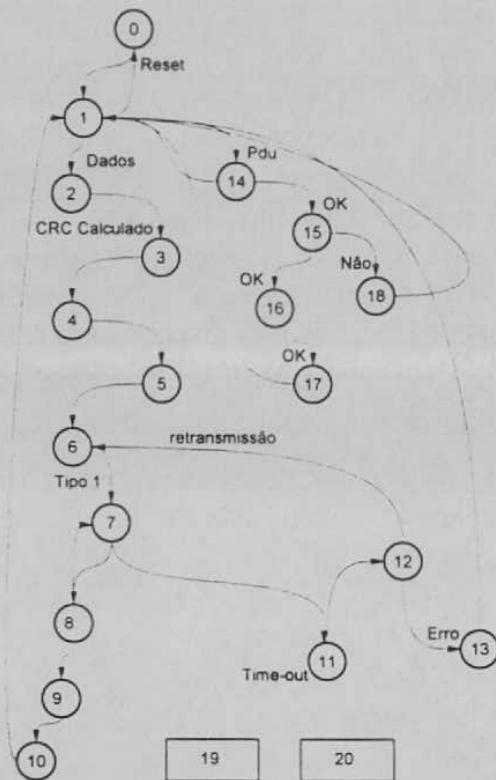 0
Reset
1
Dados
Pdu
2
14
OK
CRC Calculado
15
3
OK
Não
16
18
4
OK
5
17
retransmissão
6
Tipo 1
7
12
8
Erro
13
11
Time-out
9
19
20
10